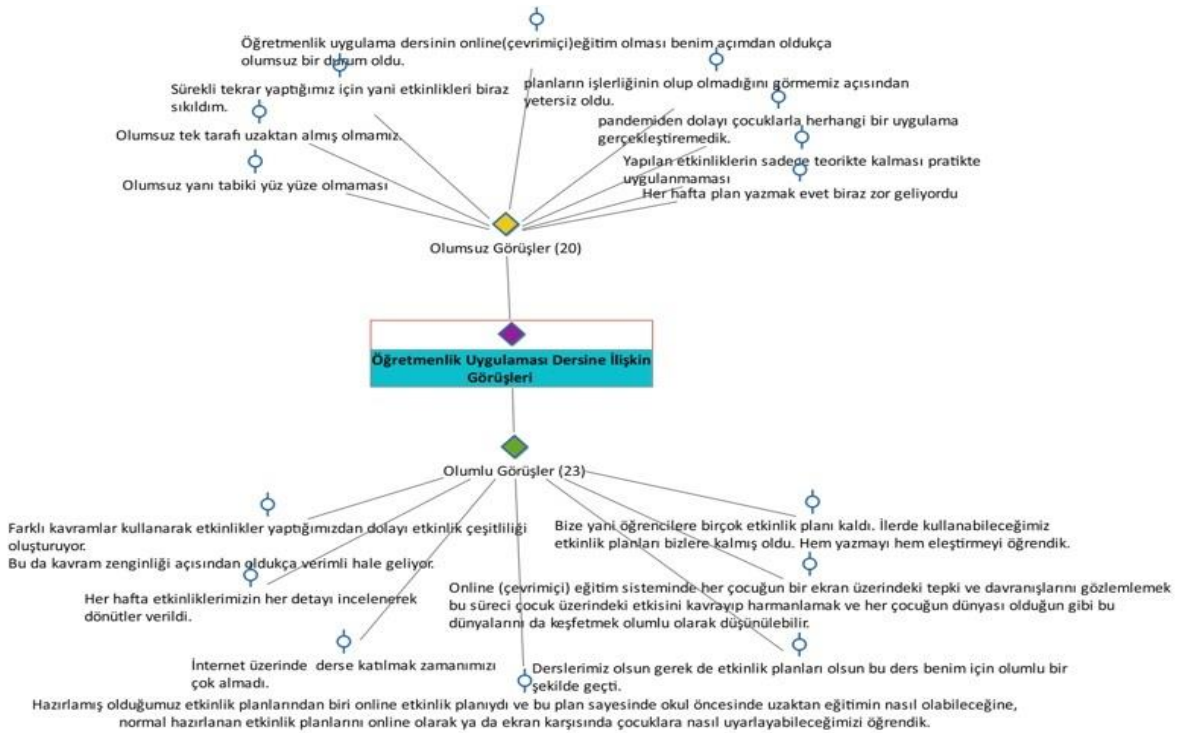 Öğretmenlik uygulama dersinin online(çevrimiçi)eğitim olması benim açımdan oldukça
olumsuz bir durum oldu.
Sürekli tekrar yaptığımız için yani etkinlikleri biraz
sıkıldım.
planların işlerliğinin olup olmadığını görmemiz açısından
yetersiz oldu.
Olumsuz tek tarafı uzaktan almış olmamız.
pandemiden dolayı çocuklarla herhangi bir uygulama
gerçekleştiremedik.
Olumsuz yanı tabiki yüz yüze olmaması
Yapılan etkinliklerin sadece teorikte kalması pratikte
uygulanmaması
Her hafta plan yazmak evet biraz zor geliyordu
Olumsuz Görüşler (20)
Öğretmenlik Uygulaması Dersine İlişkin
Görüşleri
Olumlu Görüşler (23)
Farklı kavramlar kullanarak etkinlikler yaptığımızdan dolayı etkinlik çeşitliliği
oluşturuyor.
Bu da kavram zenginliği açısından oldukça verimli hale geliyor.
Bize yani öğrencilere birçok etkinlik planı kaldı. İlerde kullanabileceğimiz
etkinlik planları bizlere kalmış oldu. Hem yazmayı hem eleştirmeyi öğrendik.
Her hafta etkinliklerimizin her detayı incelenerek
dönütler verildi.
Online (çevrimiçi) eğitim sisteminde her çocuğun bir ekran üzerindeki tepki ve davranışlarını gözlemlemek
bu süreci çocuk üzerindeki etkisini kavrayıp harmanlamak ve her çocuğun dünyası olduğun gibi bu
dünyalarını da keşfetmek olumlu olarak düşünülebilir.
İnternet üzerinde derse katılmak zamanımızı
çok almadı.
Derslerimiz olsun gerek de etkinlik planları olsun bu ders benim için olumlu bir
şekilde geçti.
Hazırlamış olduğumuz etkinlik planlarından biri online etkinlik planıydı ve bu plan sayesinde okul öncesinde uzaktan eğitimin nasıl olabileceğine,
normal hazırlanan etkinlik planlarını online olarak ya da ekran karşısında çocuklara nasıl uyarlayabileceğimizi öğrendik.